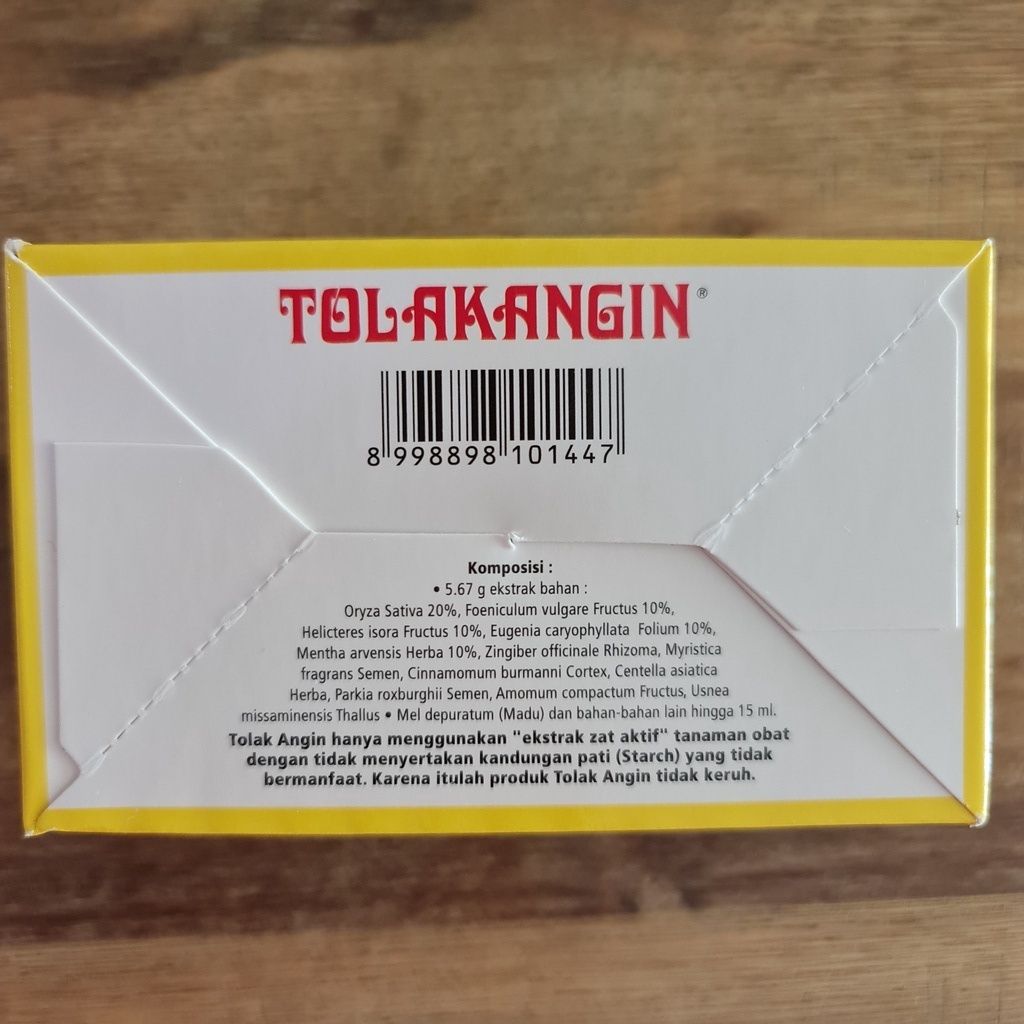 TOLAKANGIN®
8 998898 101447
Komposisi :
• 5.67 g ekstrak bahan :
Oryza Sativa 20%, Foeniculum vulgare Fructus 10%,
Helicteres isora Fructus 10%, Eugenia caryophyllata Folium 10%,
Mentha arvensis Herba 10%, Zingiber officinale Rhizoma, Myristica
fragrans Semen, Cinnamomum burmanni Cortex, Centella asiatica
Herba, Parkia roxburghii Semen, Amomum compactum Fructus, Usnea
missaminensis Thallus • Mel depuratum (Madu) dan bahan-bahan lain hingga 15 ml.
Tolak Angin hanya menggunakan "ekstrak zat aktif" tanaman obat
dengan tidak menyertakan kandungan pati (Starch) yang tidak
bermanfaat. Karena itulah produk Tolak Angin tidak keruh.